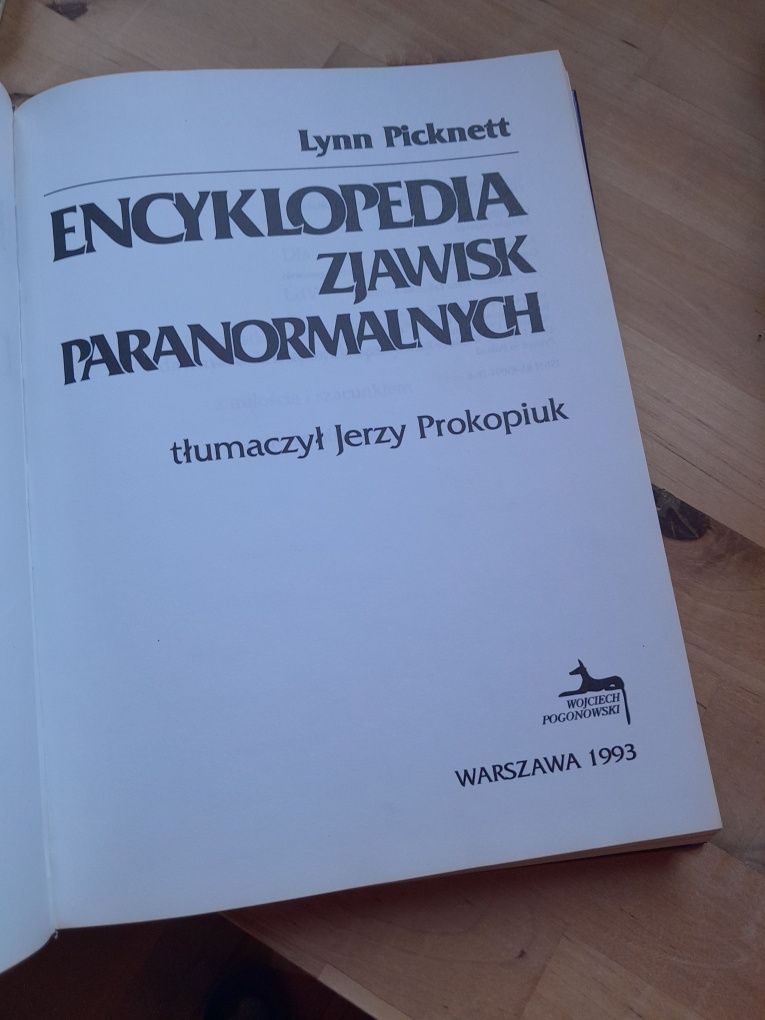 Lynn Picknett
ENCYKLOPEDIA
ZJAWISK
PARANORMALNYCH
tłumaczył Jerzy Prokopiuk
WOJCIECH
POGONOWSKI
WARSZAWA 1993